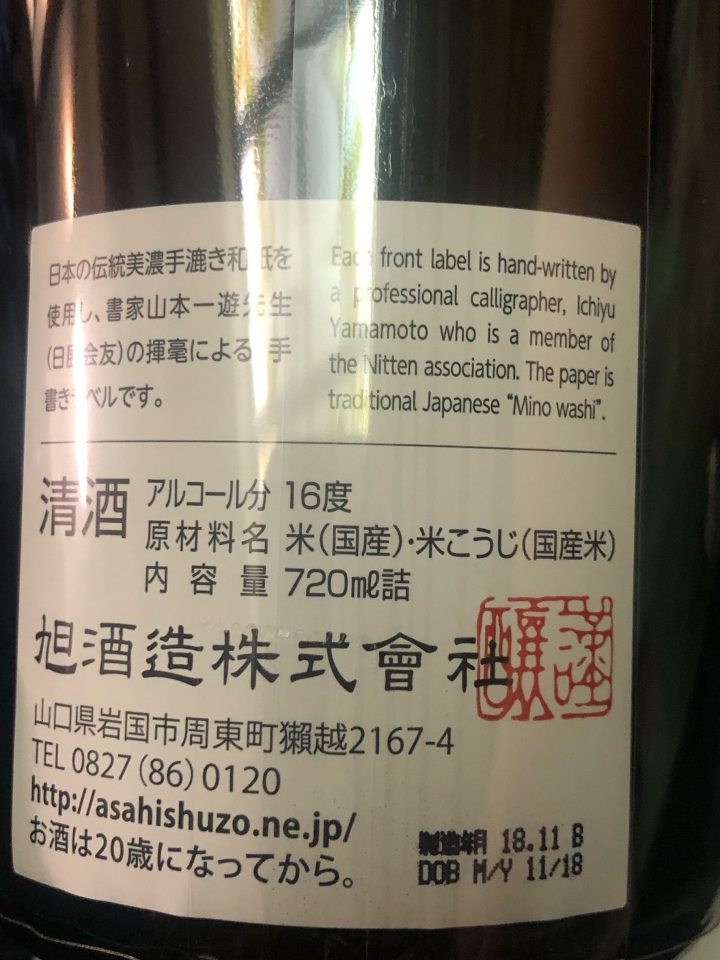 日本の伝統美濃手漉き和紙を
使用し、書家山本一遊先生
(日展会友)の揮毫による 手
書きラベルです。
Each front label is hand-written by
a professional calligrapher, Ichiyu
Yamamoto who is a member of
the Nitten association. The paper is
traditional Japanese “Mino washi”.
清酒
アルコール分 16度
原材料名 米(国産)・米こうじ(国産米)
内容量 720mℓ詰
旭酒造株式會社
謹醸
山口県岩国市周東町獺越2167-4
TEL 0827(86)0120
http://asahishuzo.ne.jp/
お酒は20歳になってから。
製造年月 18.11 B
DOB M/Y 11/18